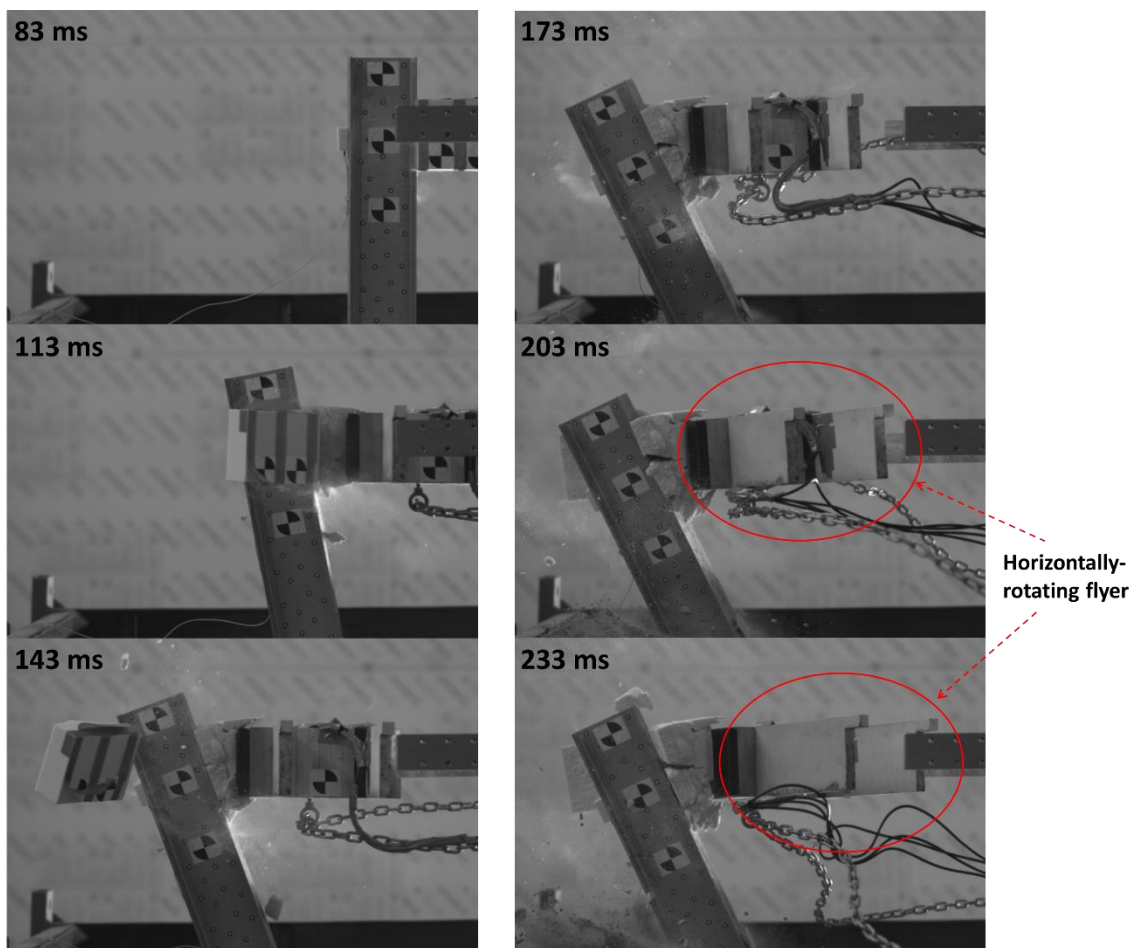 83 ms
113 ms
143 ms
173 ms
203 ms
233 ms
Horizontally-
rotating flyer